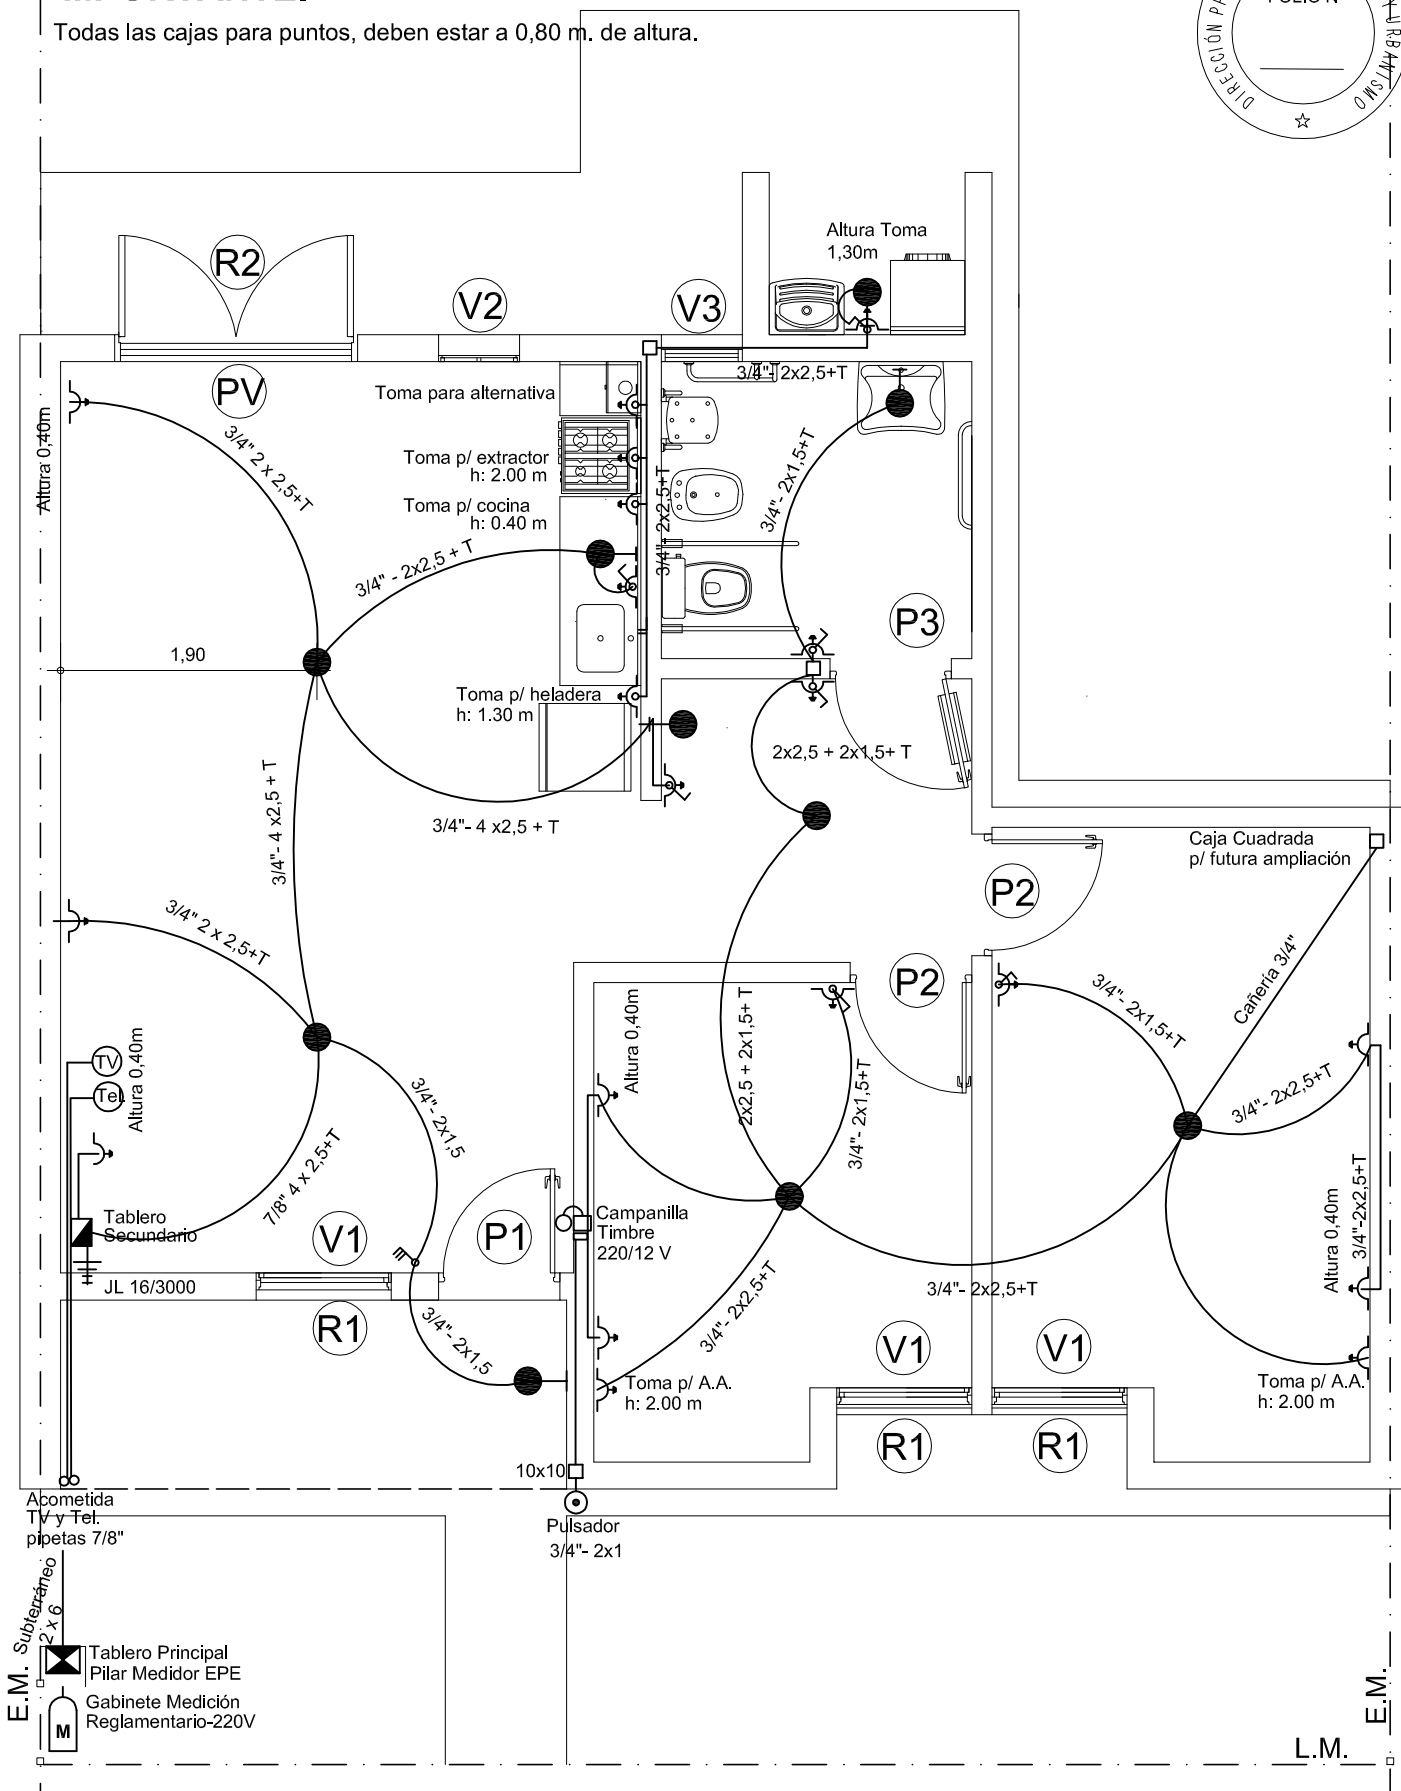 Todas las cajas para puntos, deben estar a 0,80 m. de altura.
DIRECCIÓN
Y URBANISMO
R2
V2
V3
Altura Toma
1,30m
PV
Toma para alternativa
3/4"- 2x2,5+T
Altura 0,40m
3/4" 2 x 2,5+T
Toma p/ extractor
h: 2.00 m
Toma p/ cocina
h: 0.40 m
3/4"- 2x2,5+T
3/4"- 2x1,5+T
3/4" - 2x2,5 + T
P3
1,90
Toma p/ heladera
h: 1.30 m
2x2,5 + 2x1,5+ T
3/4"- 4 x2,5 + T
3/4"- 4 x2,5 + T
Caja Cuadrada
p/ futura ampliación
P2
3/4" 2 x 2,5+T
P2
Cañería 3/4"
3/4"- 2x1,5+T
Altura 0,40m
2x2,5 + 2x1,5+ T
TV
Tel.
Altura 0,40m
3/4"- 2x1,5
3/4"- 2x1,5+T
3/4"- 2x2,5+T
7/8" 4 x 2,5+T
Tablero
Secundario
V1
P1
Campanilla
Timbre
220/12 V
3/4"-2x2,5+T
Altura 0,40m
JL 16/3000
R1
3/4"- 2x1,5
3/4"- 2x2,5+T
3/4"- 2x2,5+T
V1
V1
Toma p/ A.A.
h: 2.00 m
Toma p/ A.A.
h: 2.00 m
R1
R1
10x10
Acometida
TV y Tel.
pipetas 7/8"
Pulsador
3/4"- 2x1
Subterráneo
2 x 6
Tablero Principal
Pilar Medidor EPE
E.M.
E.M.
Gabinete Medición
Reglamentario-220V
M
L.M.